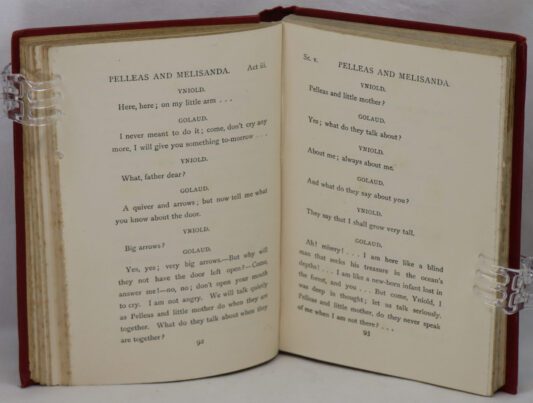 PELLEAS AND MELISANDA. Act iii.
YNIOLD.
Here, here; on my little arm . . .
GOLAUD.
I never meant to do it; come, don't cry any
more, I will give you something to-morrow . . .
YNIOLD.
What, father dear?
GOLAUD.
A quiver and arrows; but now tell me what
you know about the door.
YNIOLD.
Big arrows?
GOLAUD.
Yes, yes; very big arrows.—But why will
they not have the door left open?—Come,
answer me!—no, no; don't open your mouth
to cry. I am not angry. We will talk quietly
as Pelleas and little mother do when they are
together. What do they talk about when they
are together?
92
Sc. v. PELLEAS AND MELISANDA
YNIOLD.
Pelleas and little mother?
GOLAUD.
Yes; what do they talk about?
YNIOLD.
About me; always about me.
GOLAUD.
And what do they say about you?
YNIOLD.
They say that I shall grow very tall.
GOLAUD.
Ah! misery! . . . I am here like a blind
man that seeks his treasure in the ocean's
depths! . . . I am like a new-born infant lost in
the forest, and you . . . But come, Yniold, I
was deep in thought; let us talk seriously.
Pelleas and little mother, do they never speak
of me when I am not there? . . .
93